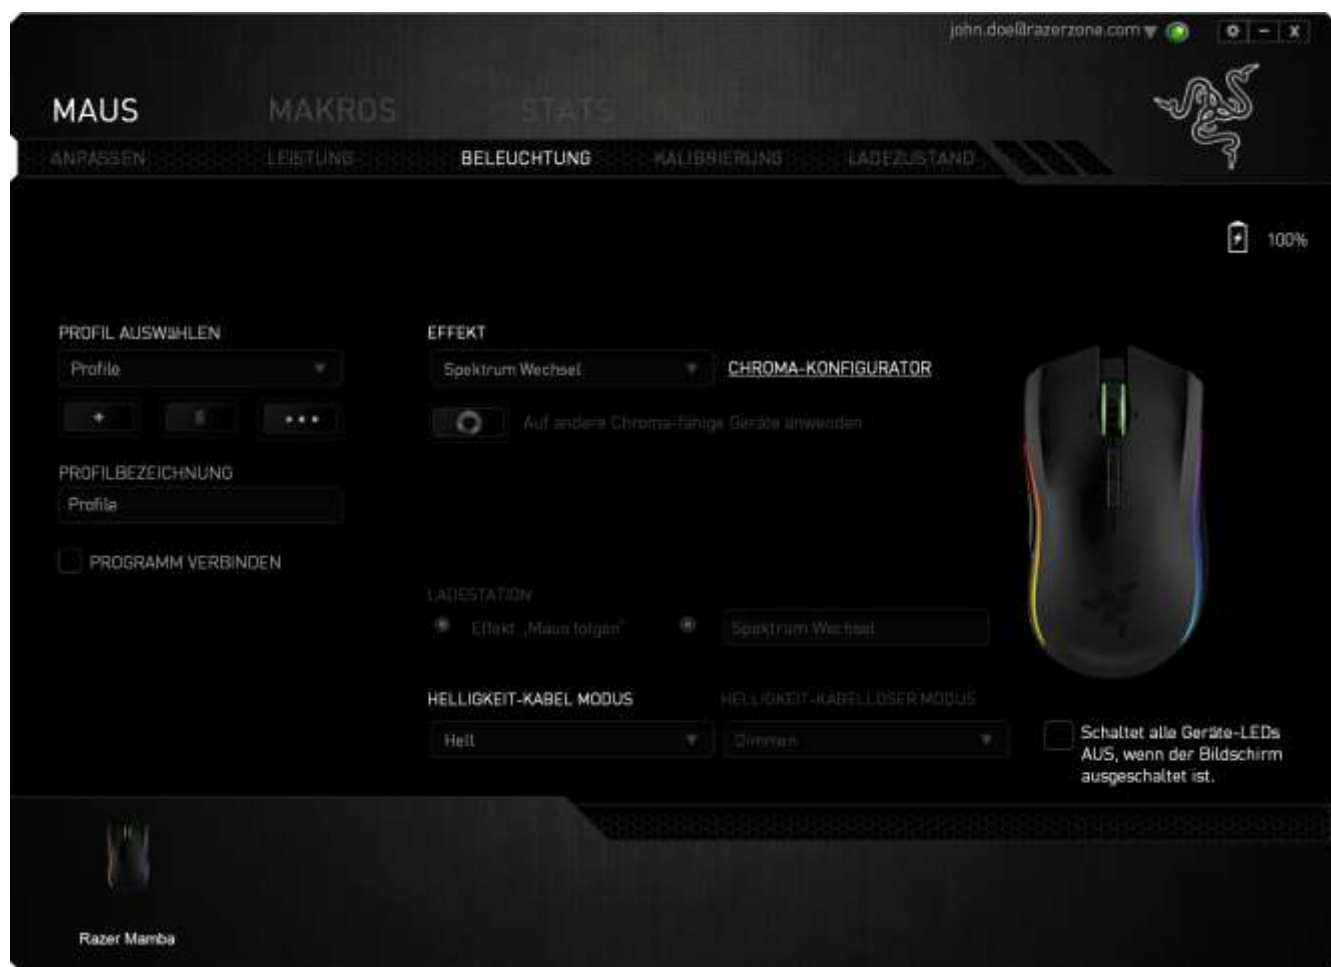 john.doe@razerzone.com
MAUS MAKROS STATS
ANPASSEN LEISTUNG BELEUCHTUNG KALIBRIERUNG LADEZUSTAND
100%
PROFIL AUSWäHLEN
Profile
PROFILBEZEICHNUNG
Profile
PROGRAMM VERBINDEN
EFFEKT
Spektrum Wechsel CHROMA-KONFIGURATOR
Auf andere Chroma-fähige Geräte anwenden
LADESTATION
Effekt „Maus folgen“ Spektrum Wechsel
HELLIGKEIT-KABEL MODUS HELLIGKEIT-KABELLOSER MODUS
Hell Dimmen
Schaltet alle Geräte-LEDs
AUS, wenn der Bildschirm
ausgeschaltet ist.
Razer Mamba